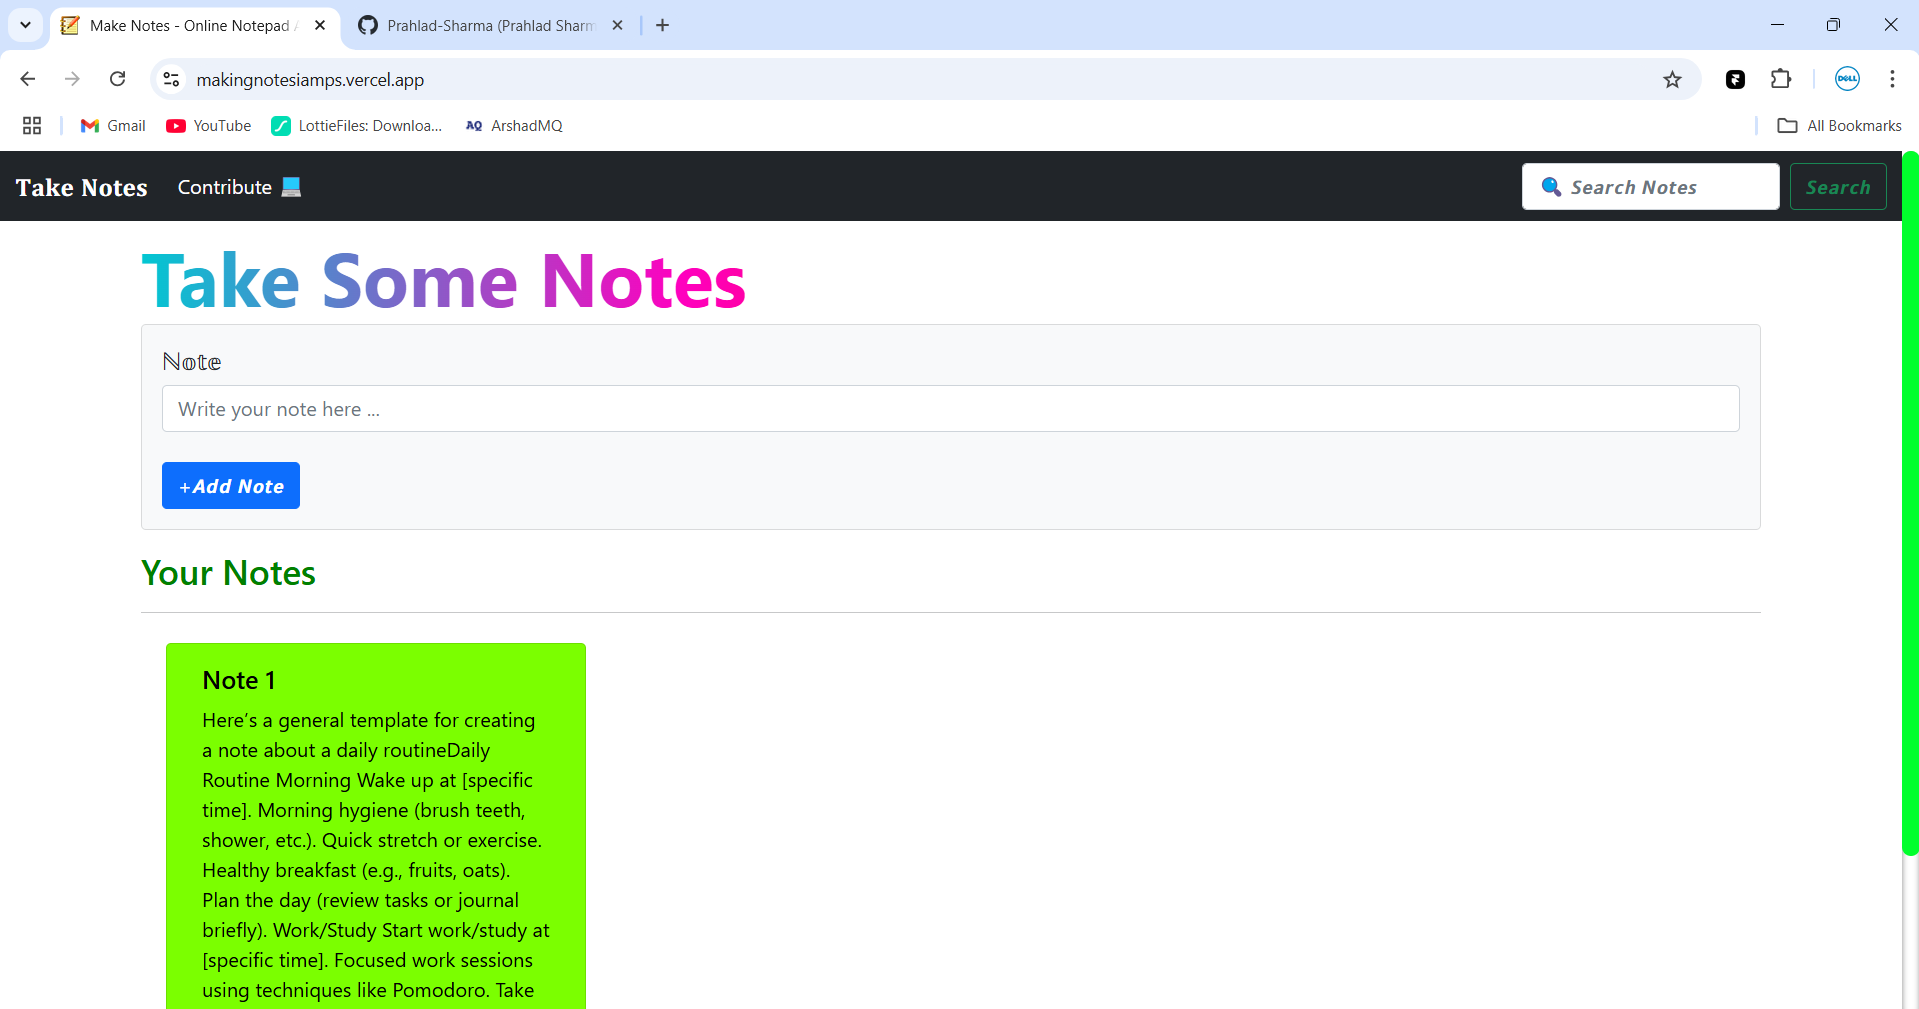 Make Notes - Online Notepad
Prahlad-Sharma (Prahlad Sharm
makingnotesiamps.vercel.app
DELL
Gmail
YouTube
LottieFiles: Downloa...
AQ ArshadMQ
All Bookmarks
Take Notes
Contribute
Search Notes
Search
Take Some Notes
Note
Write your note here ...
+Add Note
Your Notes
Note 1
Here’s a general template for creating
a note about a daily routineDaily
Routine Morning Wake up at [specific
time]. Morning hygiene (brush teeth,
shower, etc.). Quick stretch or exercise.
Healthy breakfast (e.g., fruits, oats).
Plan the day (review tasks or journal
briefly). Work/Study Start work/study at
[specific time]. Focused work sessions
using techniques like Pomodoro. Take